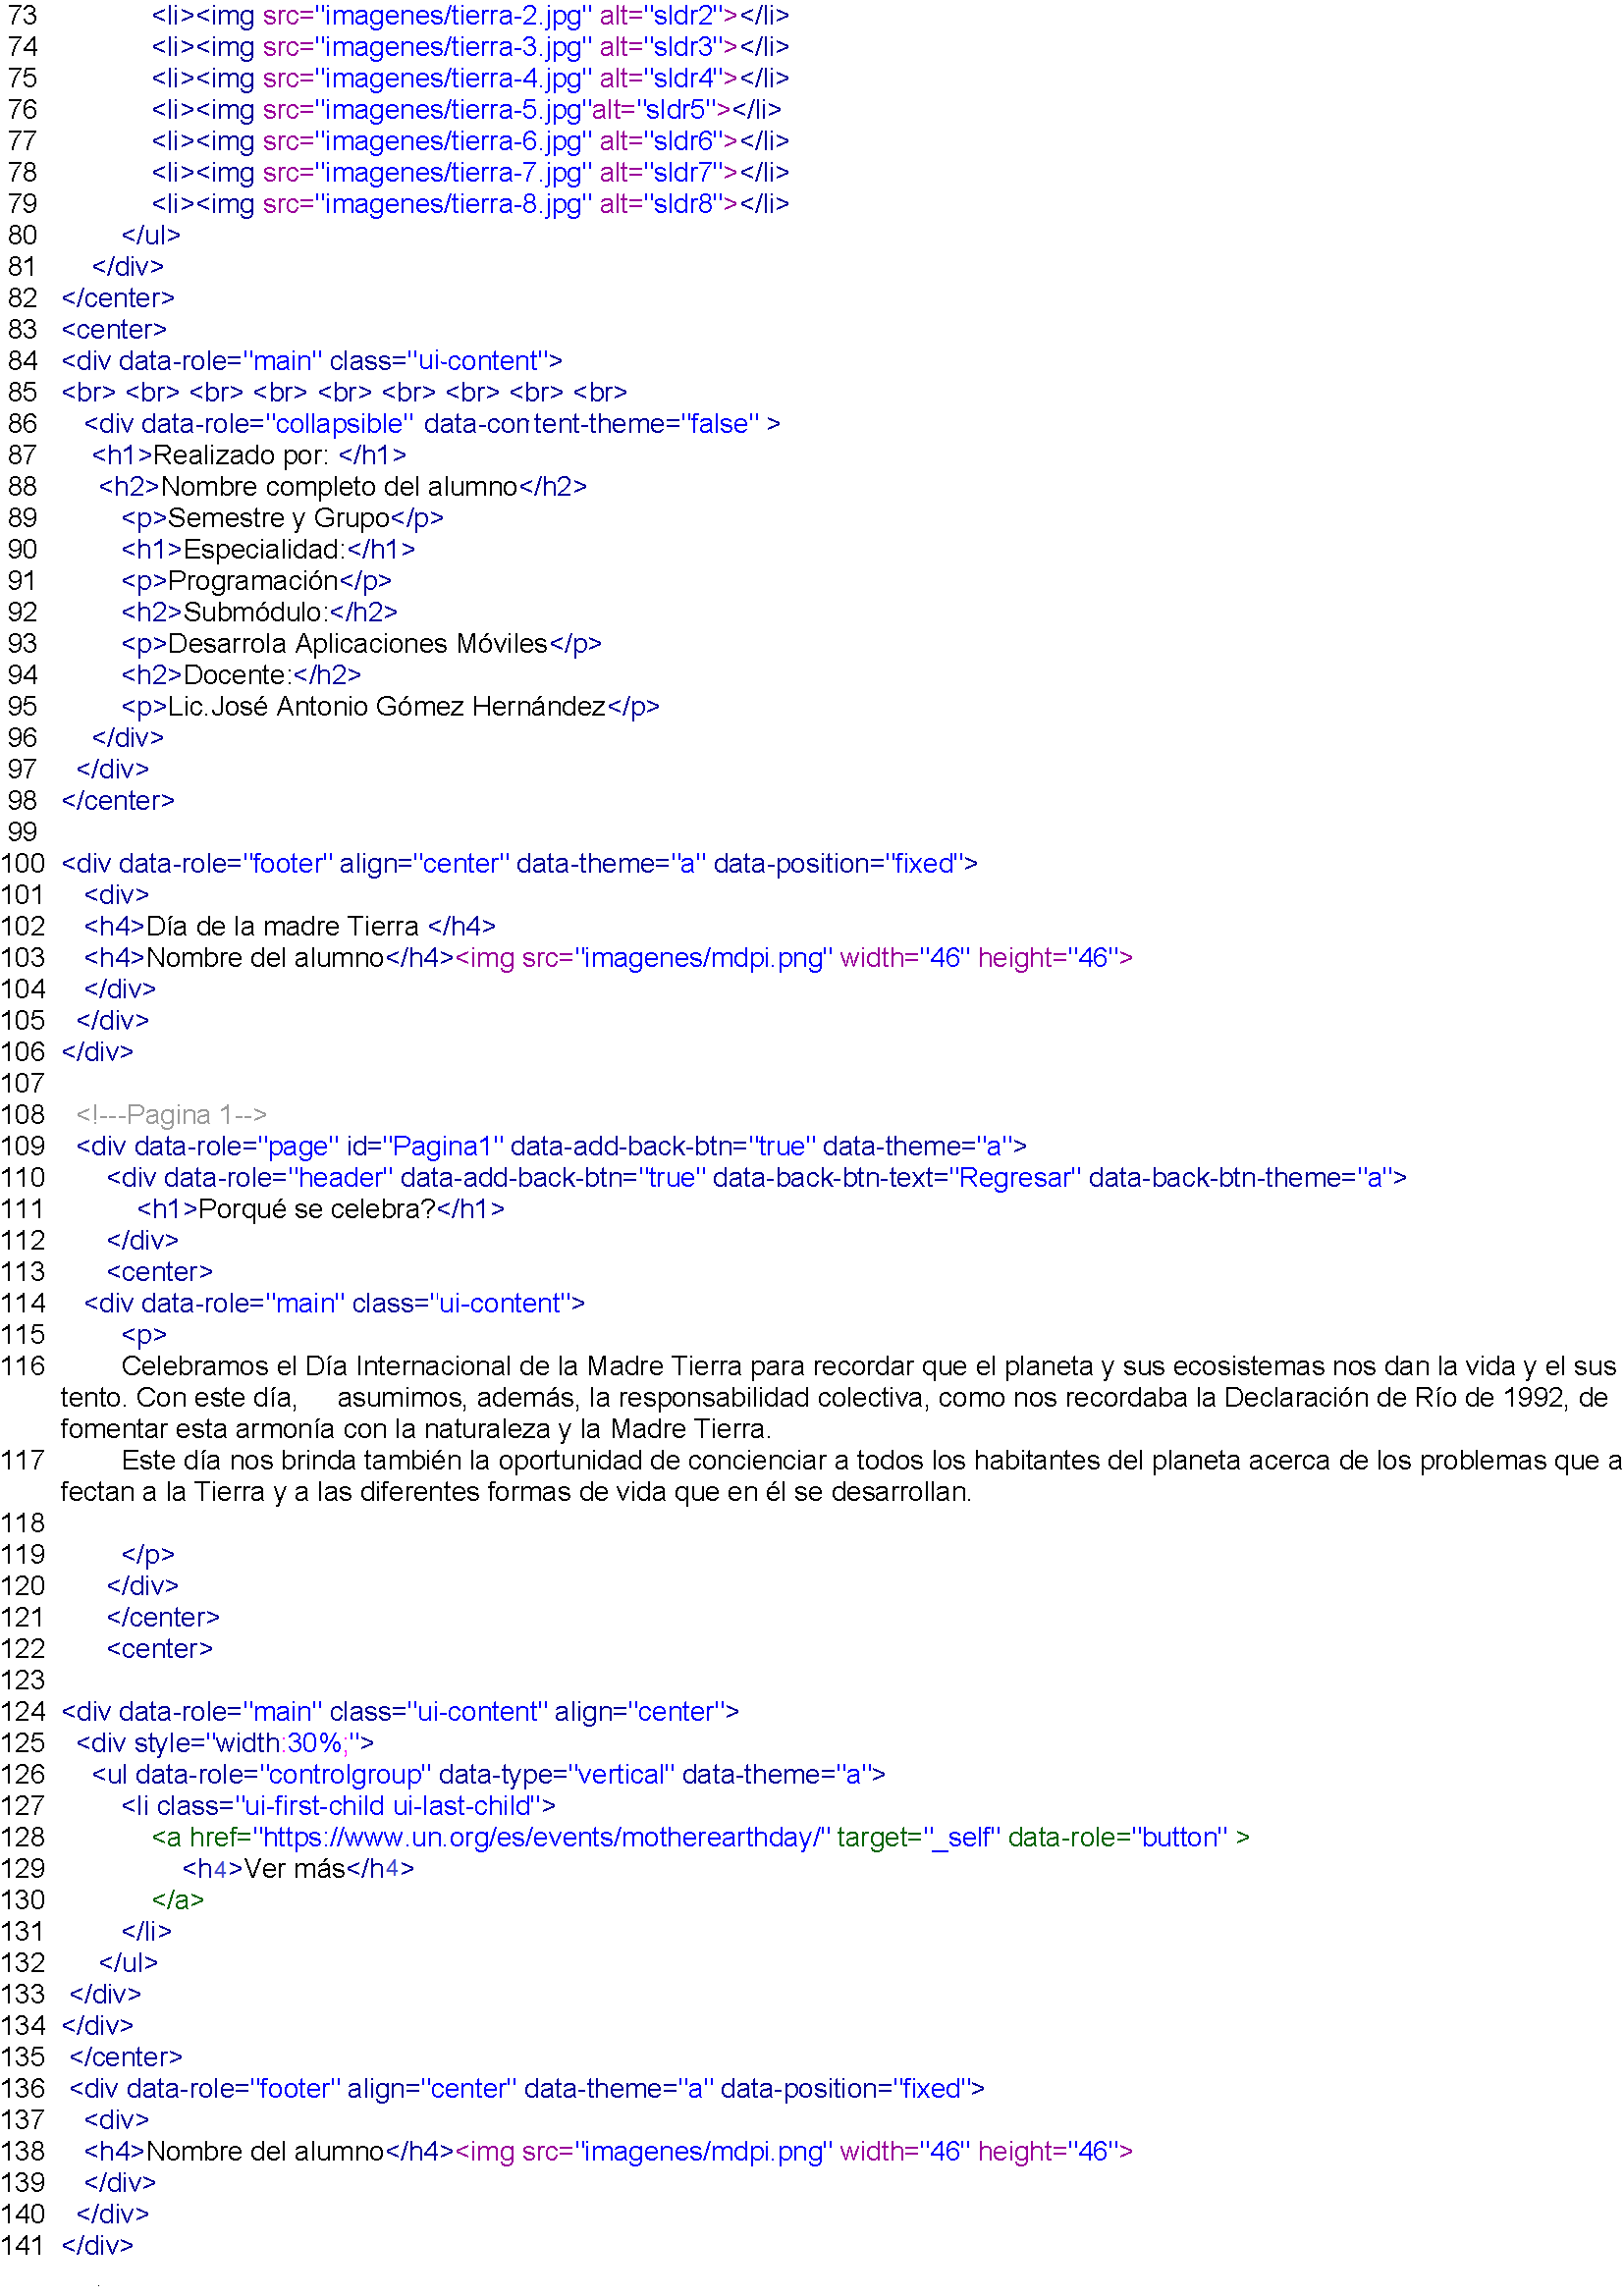 73 <li><img src="imagenes/tierra-2.jpg" alt="sldr2"></li>
74 <li><img src="imagenes/tierra-3.jpg" alt="sldr3"></li>
75 <li><img src="imagenes/tierra-4.jpg" alt="sldr4"></li>
76 <li><img src="imagenes/tierra-5.jpg"alt="sldr5"></li>
77 <li><img src="imagenes/tierra-6.jpg" alt="sldr6"></li>
78 <li><img src="imagenes/tierra-7.jpg" alt="sldr7"></li>
79 <li><img src="imagenes/tierra-8.jpg" alt="sldr8"></li>
80 </ul>
81 </div>
82 </center>
83 <center>
84 <div data-role="main" class="ui-content">
85 <br> <br> <br> <br> <br> <br> <br> <br> <br>
86 <div data-role="collapsible" data-content-theme="false" >
87 <h1>Realizado por: </h1>
88 <h2>Nombre completo del alumno</h2>
89 <p>Semestre y Grupo</p>
90 <h1>Especialidad:</h1>
91 <p>Programación</p>
92 <h2>Submódulo:</h2>
93 <p>Desarrola Aplicaciones Móviles</p>
94 <h2>Docente:</h2>
95 <p>Lic.José Antonio Gómez Hernández</p>
96 </div>
97 </div>
98 </center>
99
100 <div data-role="footer" align="center" data-theme="a" data-position="fixed">
101 <div>
102 <h4>Día de la madre Tierra </h4>
103 <h4>Nombre del alumno</h4><img src="imagenes/mdpi.png" width="46" height="46">
104 </div>
105 </div>
106 </div>
107
108 <!---Pagina 1-->
109 <div data-role="page" id="Pagina1" data-add-back-btn="true" data-theme="a">
110 <div data-role="header" data-add-back-btn="true" data-back-btn-text="Regresar" data-back-btn-theme="a">
111 <h1>Porqué se celebra?</h1>
112 </div>
113 <center>
114 <div data-role="main" class="ui-content">
115 <p>
116 Celebramos el Día Internacional de la Madre Tierra para recordar que el planeta y sus ecosistemas nos dan la vida y el sus
tento. Con este día, asumimos, además, la responsabilidad colectiva, como nos recordaba la Declaración de Río de 1992, de
fomentar esta armonía con la naturaleza y la Madre Tierra.
117 Este día nos brinda también la oportunidad de concienciar a todos los habitantes del planeta acerca de los problemas que a
fectan a la Tierra y a las diferentes formas de vida que en él se desarrollan.
118
119 </p>
120 </div>
121 </center>
122 <center>
123
124 <div data-role="main" class="ui-content" align="center">
125 <div style="width:30%;">
126 <ul data-role="controlgroup" data-type="vertical" data-theme="a">
127 <li class="ui-first-child ui-last-child">
128 <a href="https://www.un.org/es/events/motherearthday/" target="_self" data-role="button" >
129 <h4>Ver más</h4>
130 </a>
131 </li>
132 </ul>
133 </div>
134 </div>
135 </center>
136 <div data-role="footer" align="center" data-theme="a" data-position="fixed">
137 <div>
138 <h4>Nombre del alumno</h4><img src="imagenes/mdpi.png" width="46" height="46">
139 </div>
140 </div>
141 </div>